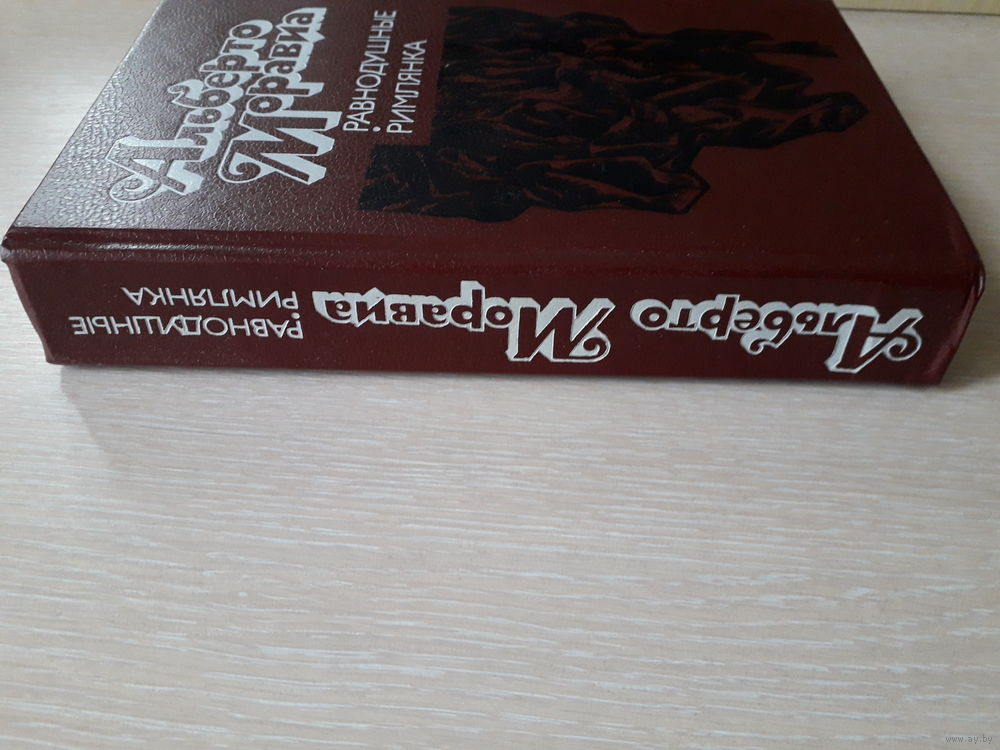 Альберто
Моравиа
РАВНОДУШНЫЕ
РИМЛЯНКА
Альберто Моравиа
РАВНОДУШНЫЕ
РИМЛЯНКА
www.ay.by